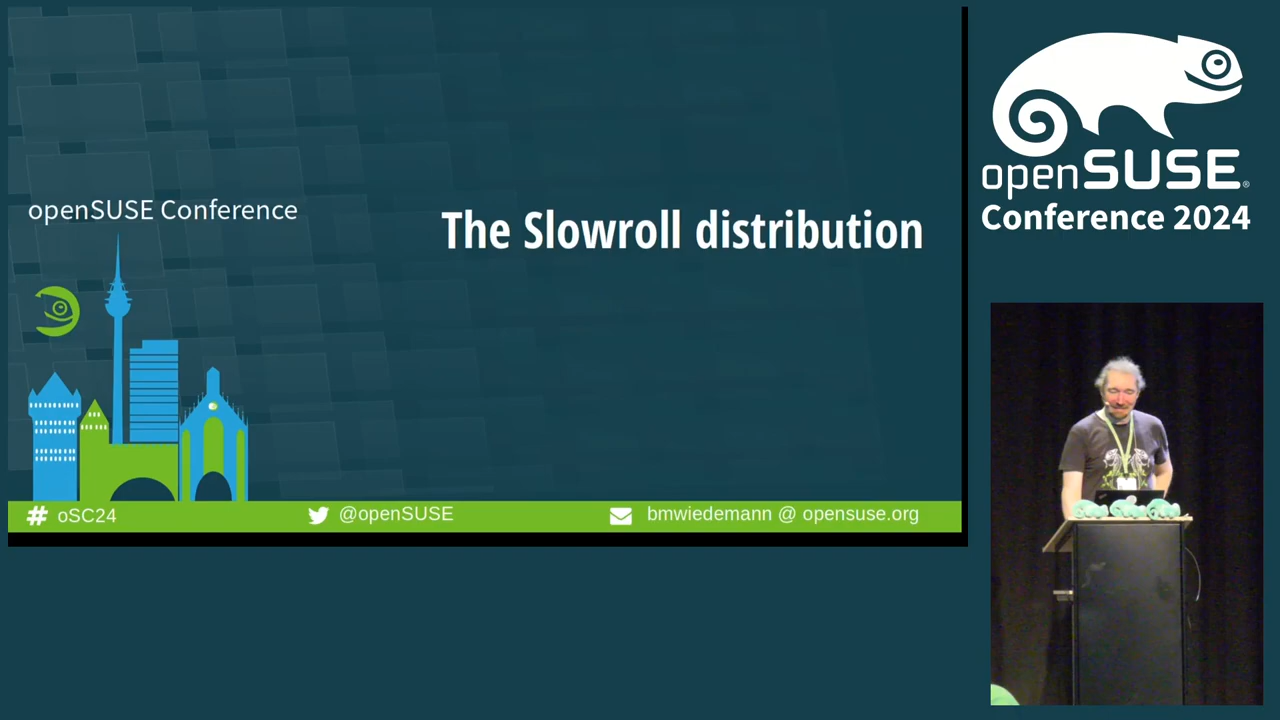 openSUSE Conference
The Slowroll distribution
# oSC24
@openSUSE
bmwiedemann @ opensuse.org
openSUSE®
Conference 2024